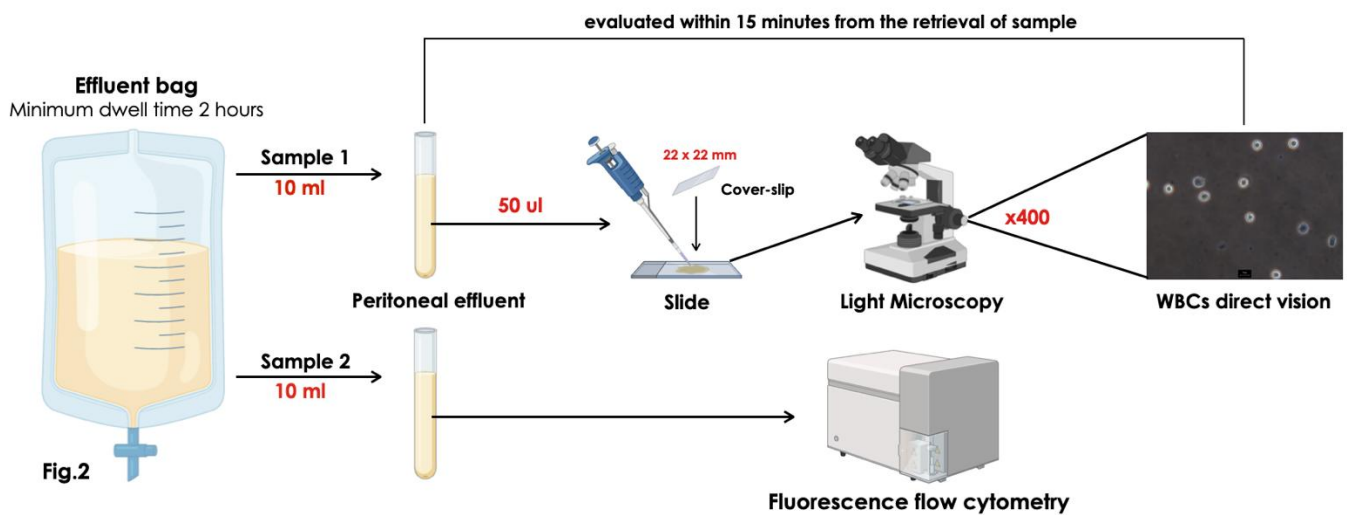 evaluated within 15 minutes from the retrieval of sample
Effluent bag
Minimum dwell time 2 hours
Sample 1
10 ml
50 ul
22 x 22 mm
Cover-slip
x400
Peritoneal effluent
Slide
Light Microscopy
WBCs direct vision
Sample 2
10 ml
Fig.2
Fluorescence flow cytometry